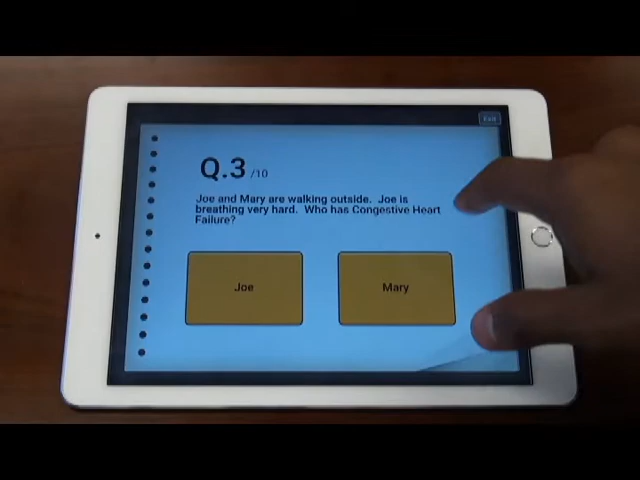 Exit
Q.3 /10
Joe and Mary are walking outside. Joe is
breathing very hard. Who has Congestive Heart
Failure?
Joe
Mary